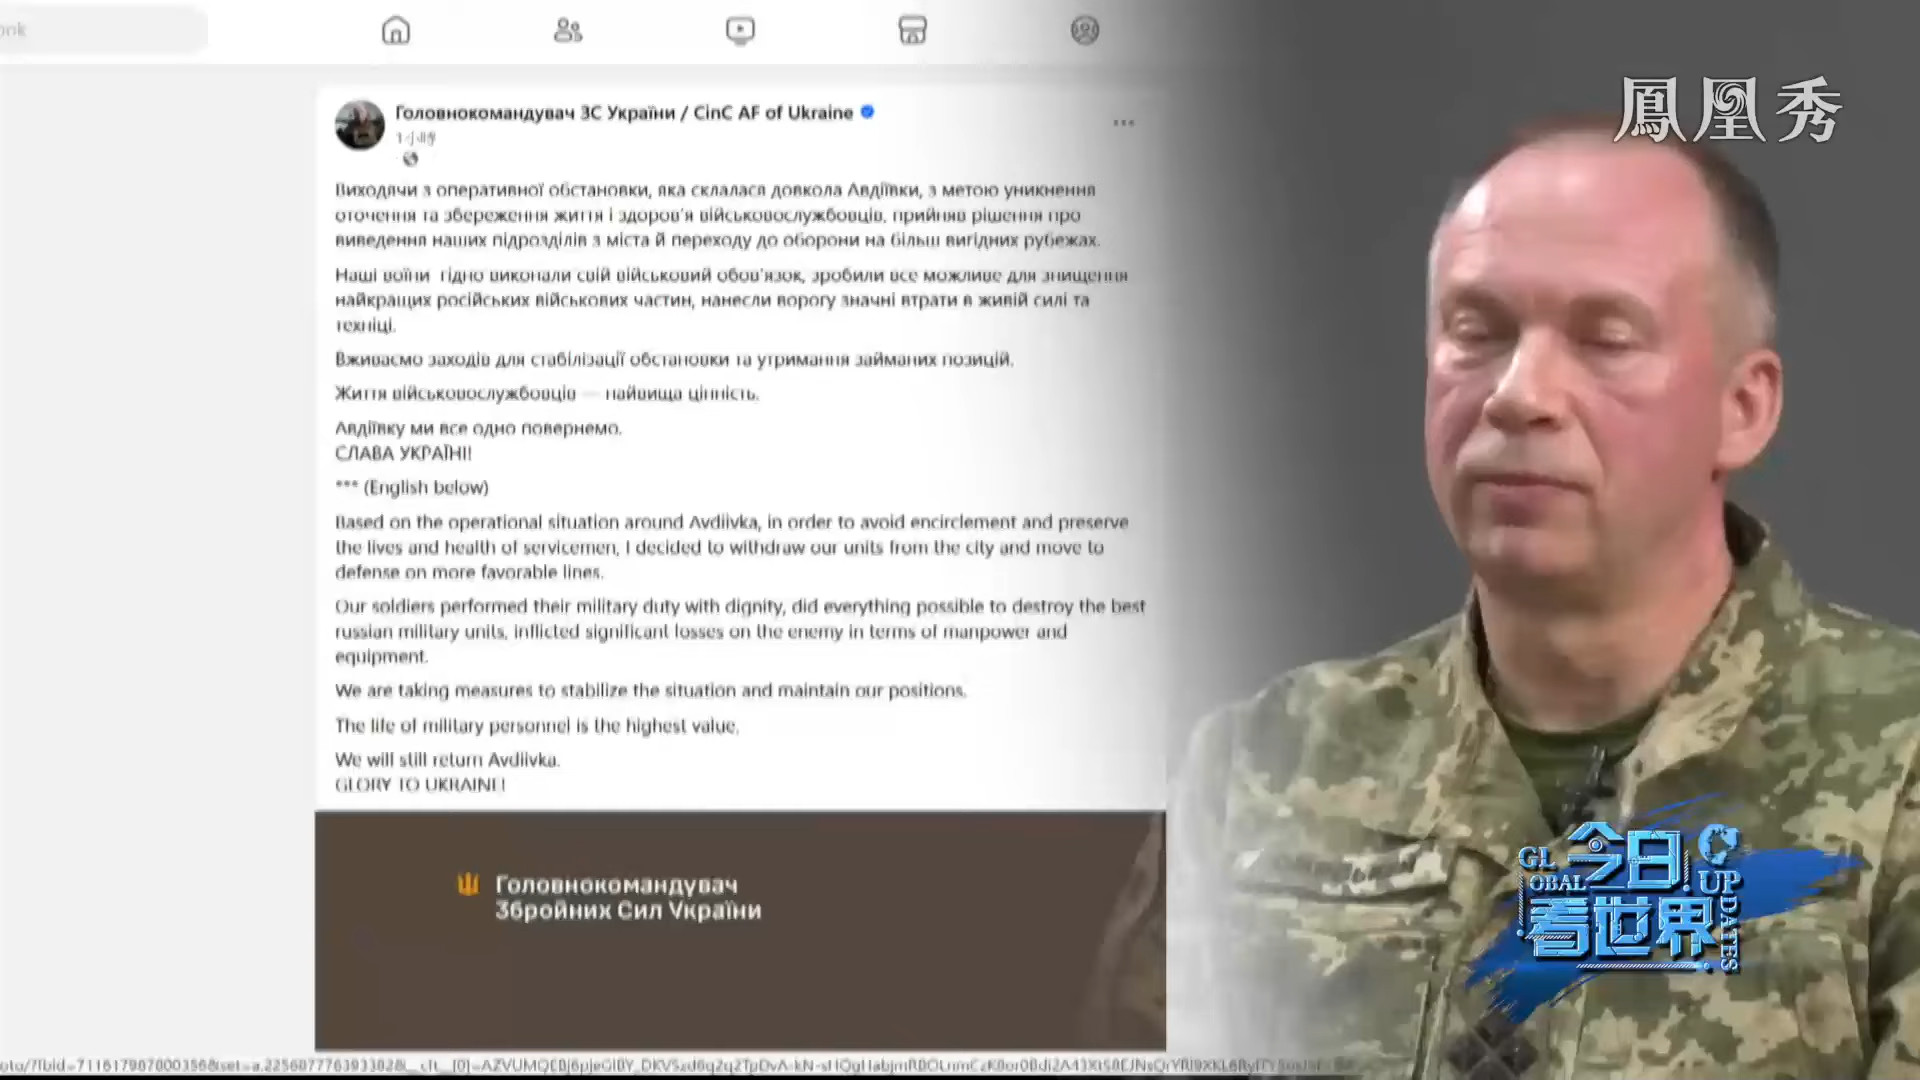 鳳凰秀
Головнокомандувач ЗС України / CinC AF of Ukraine
1小时
Виходячи з оперативної обстановки, яка склалася довкола Авдіївки, з метою уникнення
оточення та збереження життя і здоров'я військовослужбовців, прийняв рішення про
виведення наших підрозділів з міста й переходу до оборони на більш вигідних рубежах.
Наші воїни гідно виконали свій військовий обов'язок, зробили все можливе для знищення
найкращих російських військових частин, нанесли ворогу значні втрати в живій силі та
техніці.
Вживаємо заходів для стабілізації обстановки та утримання займаних позицій.
Життя військовослужбовців — найвища цінність.
Авдіївку ми все одно повернемо.
СЛАВА УКРАЇНІ!
*** (English below)
Based on the operational situation around Avdiivka, in order to avoid encirclement and preserve
the lives and health of servicemen, I decided to withdraw our units from the city and move to
defense on more favorable lines.
Our soldiers performed their military duty with dignity, did everything possible to destroy the best
russian military units, inflicted significant losses on the enemy in terms of manpower and
equipment.
We are taking measures to stabilize the situation and maintain our positions.
The life of military personnel is the highest value.
We will still return Avdiivka.
GLORY TO UKRAINE!
Головнокомандувач
Збройних Сил України
GLOBAL
今日
看世界
UPDATES